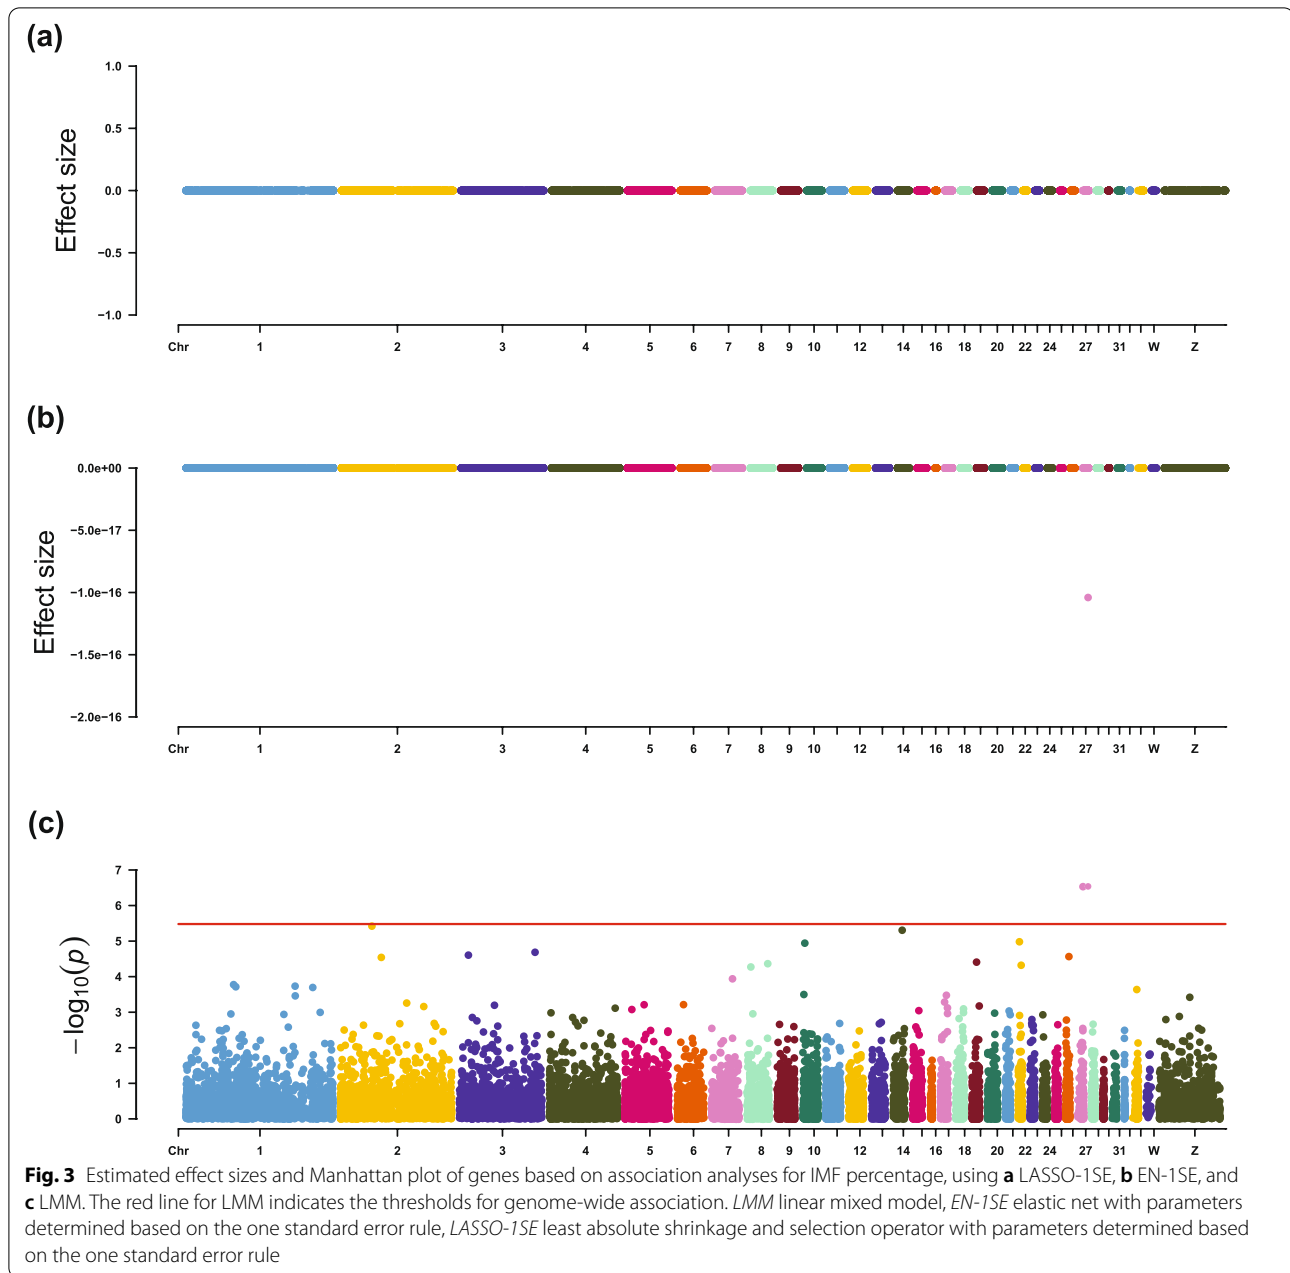 (a)
1.0
0.5
0.0
−0.5
−1.0
Effect size
Chr 1 2 3 4 5 6 7 8 9 10 12 14 16 18 20 22 24 27 31 W Z
(b)
0.0e+00
−5.0e−17
−1.0e−16
−1.5e−16
−2.0e−16
Effect size
Chr 1 2 3 4 5 6 7 8 9 10 12 14 16 18 20 22 24 27 31 W Z
(c)
7
6
5
4
3
2
1
0
−log10(p)
Chr 1 2 3 4 5 6 7 8 9 10 12 14 16 18 20 22 24 27 31 W Z
Fig. 3 Estimated effect sizes and Manhattan plot of genes based on association analyses for IMF percentage, using a LASSO-1SE, b EN-1SE, and
c LMM. The red line for LMM indicates the thresholds for genome-wide association. LMM linear mixed model, EN-1SE elastic net with parameters
determined based on the one standard error rule, LASSO-1SE least absolute shrinkage and selection operator with parameters determined based
on the one standard error rule